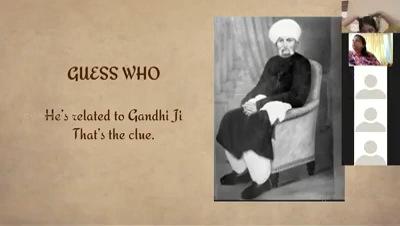 GUESS WHO
He's related to Gandhi Ji
That's the clue.